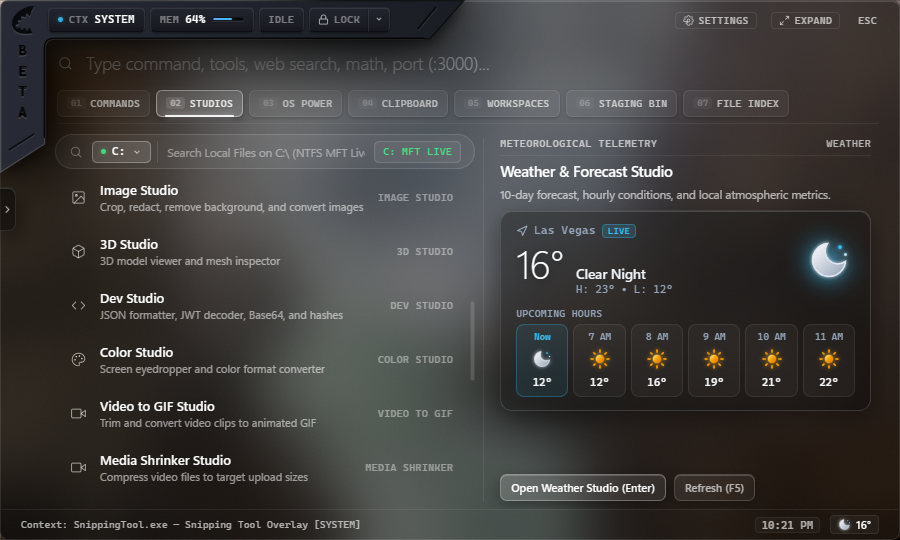 CTX SYSTEM
MEM 64%
IDLE
LOCK
SETTINGS
EXPAND
ESC
B
E
T
A
Type command, tools, web search, math, port (:3000)...
01 COMMANDS
02 STUDIOS
03 OS POWER
04 CLIPBOARD
05 WORKSPACES
06 STAGING BIN
07 FILE INDEX
C:
Search Local Files on C:\ (NTFS MFT Liv
C: MFT LIVE
Image Studio
Crop, redact, remove background, and convert images
IMAGE STUDIO
3D Studio
3D model viewer and mesh inspector
3D STUDIO
Dev Studio
JSON formatter, JWT decoder, Base64, and hashes
DEV STUDIO
Color Studio
Screen eyedropper and color format converter
COLOR STUDIO
Video to GIF Studio
Trim and convert video clips to animated GIF
VIDEO TO GIF
Media Shrinker Studio
Compress video files to target upload sizes
MEDIA SHRINKER
METEOROLOGICAL TELEMETRY
WEATHER
Weather & Forecast Studio
10-day forecast, hourly conditions, and local atmospheric metrics.
Las Vegas LIVE
16°
Clear Night
H: 23° • L: 12°
UPCOMING HOURS
Now
12°
7 AM
12°
8 AM
16°
9 AM
19°
10 AM
21°
11 AM
22°
Open Weather Studio (Enter)
Refresh (F5)
Context: SnippingTool.exe — Snipping Tool Overlay [SYSTEM]
10:21 PM
16°